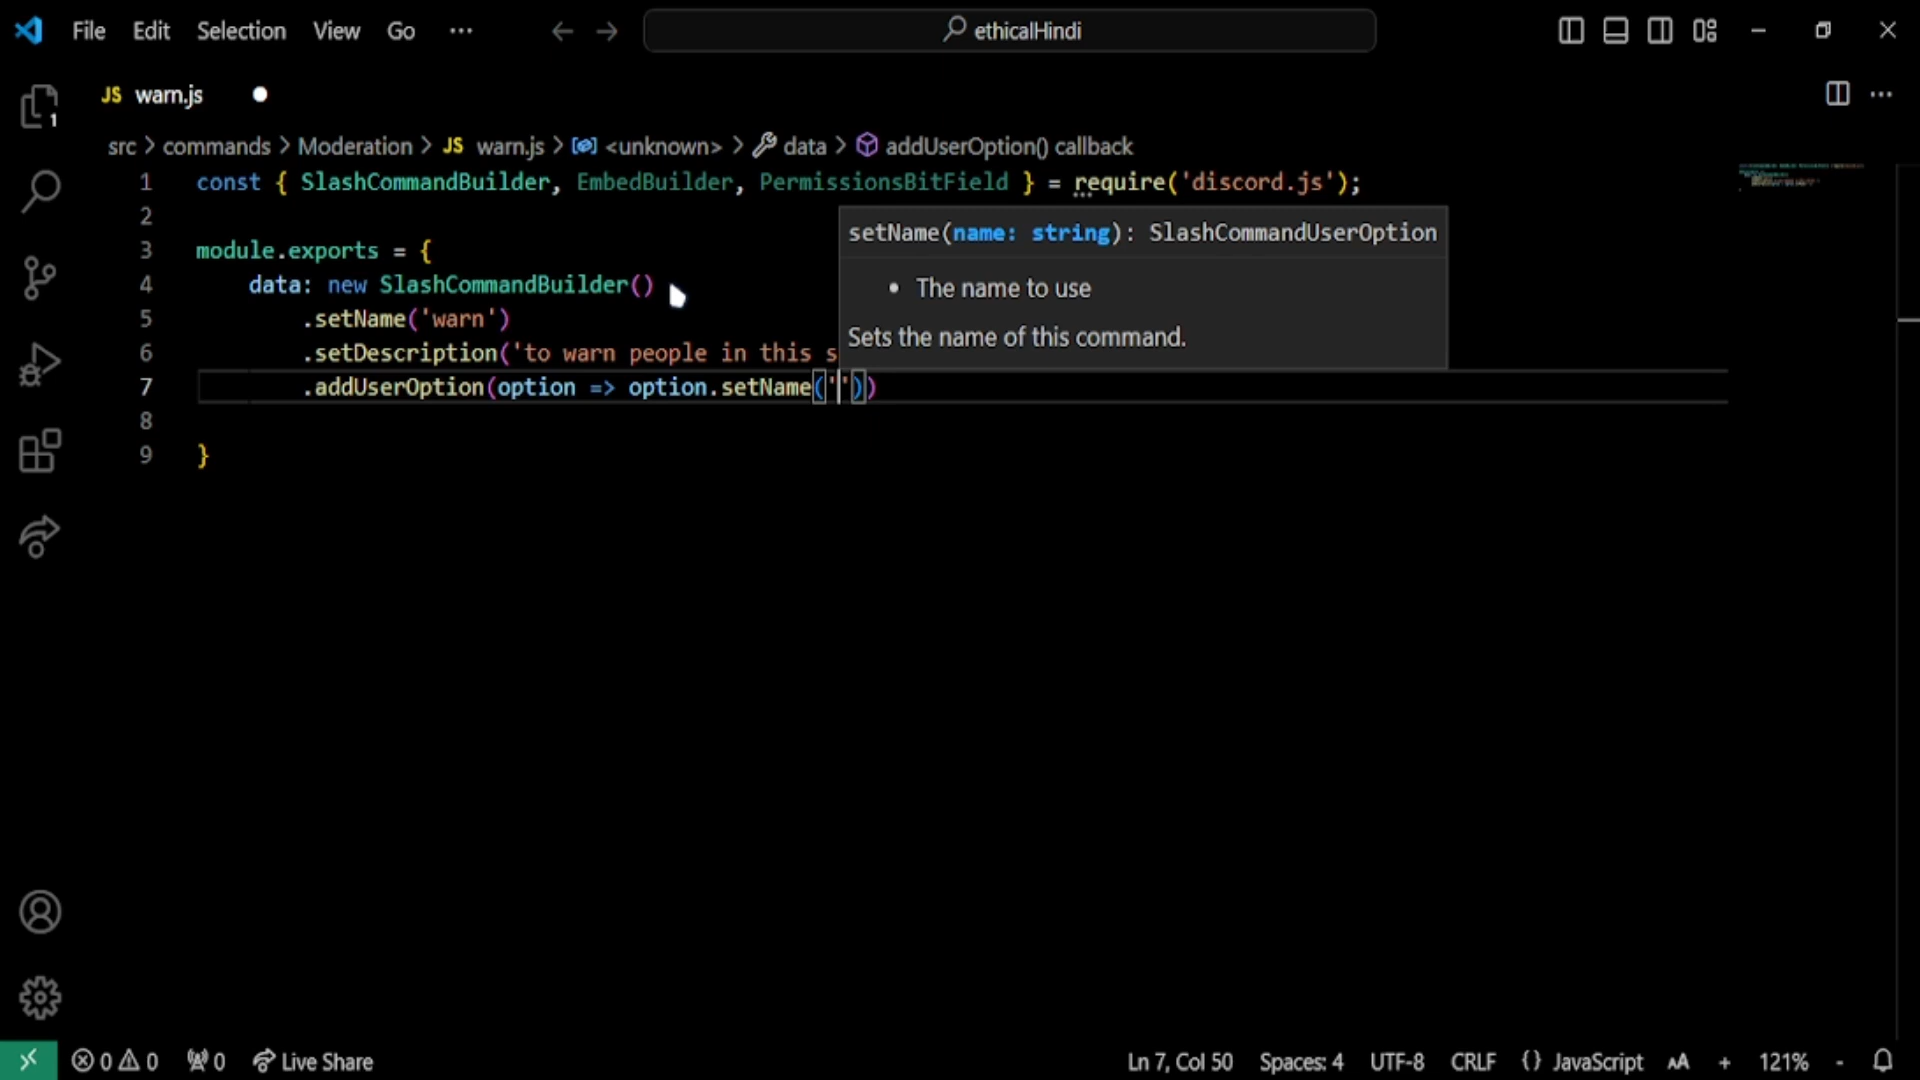 File Edit Selection View Go ··· ethicalHindi
JS warn.js
src > commands > Moderation > JS warn.js > <unknown> > data > addUserOption() callback
1 const { SlashCommandBuilder, EmbedBuilder, PermissionsBitField } = require('discord.js');
2
setName(name: string): SlashCommandUserOption
3 module.exports = {
4 data: new SlashCommandBuilder()
• The name to use
5 .setName('warn')
Sets the name of this command.
6 .setDescription('to warn people in this s
7 .addUserOption(option => option.setName(''))
8
9 }
1
0 0 0 Live Share Ln 7, Col 50 Spaces: 4 UTF-8 CRLF {} JavaScript AA + 121% -